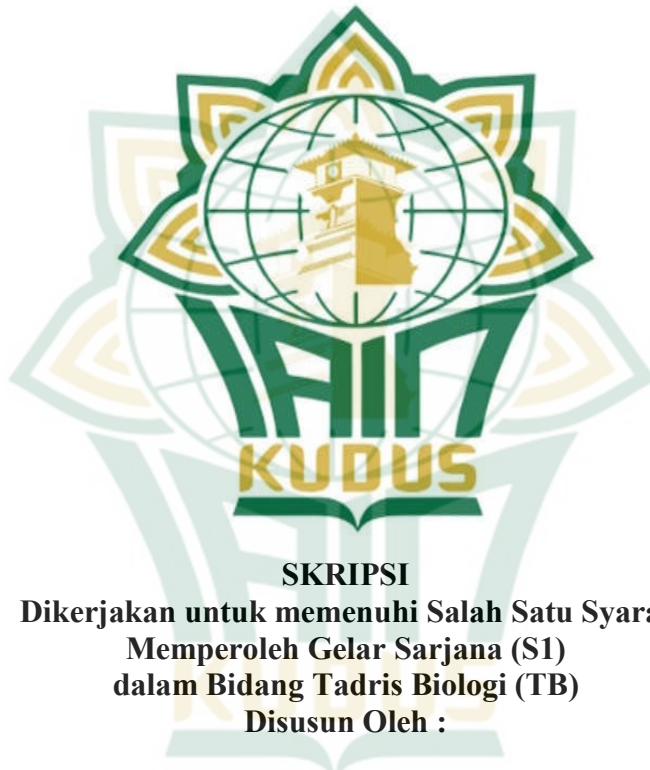 IAIN
KUDUS
SKRIPSI
Dikerjakan untuk memenuhi Salah Satu Syara
Memperoleh Gelar Sarjana (S1)
dalam Bidang Tadris Biologi (TB)
Disusun Oleh :